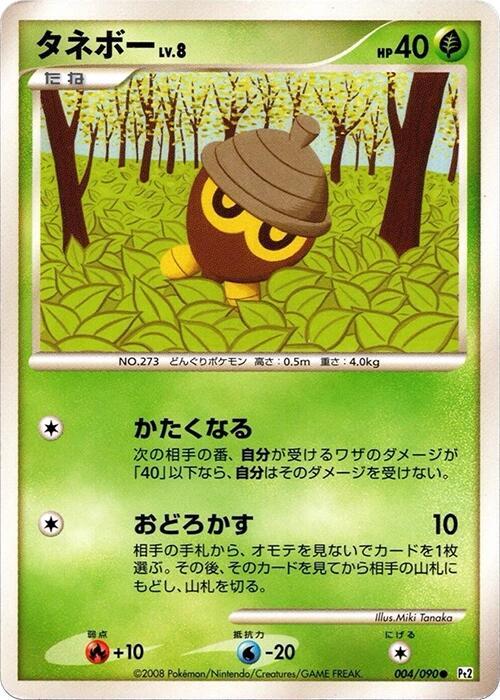 タネボー LV.8 HP40
たね
NO.273 どんぐりポケモン 高さ:0.5m 重さ:4.0kg
かたくなる
次の相手の番、自分が受けるワザのダメージが
「40」以下なら、自分はそのダメージを受けない。
おどろかす 10
相手の手札から、オモテを見ないでカードを1枚
選ぶ。その後、そのカードを見てから相手の山札に
もどし、山札を切る。
Illus.Miki Tanaka
弱点 抵抗力 にげる
+10 -20
©2008 Pokémon/Nintendo/Creatures/GAME FREAK. 004/090 Pt2